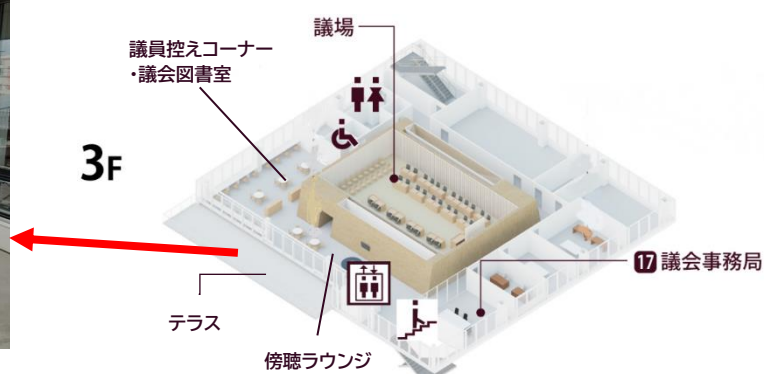 議場
議員控えコーナー
・議会図書室
3F
17 議会事務局
テラス
傍聴ラウンジ